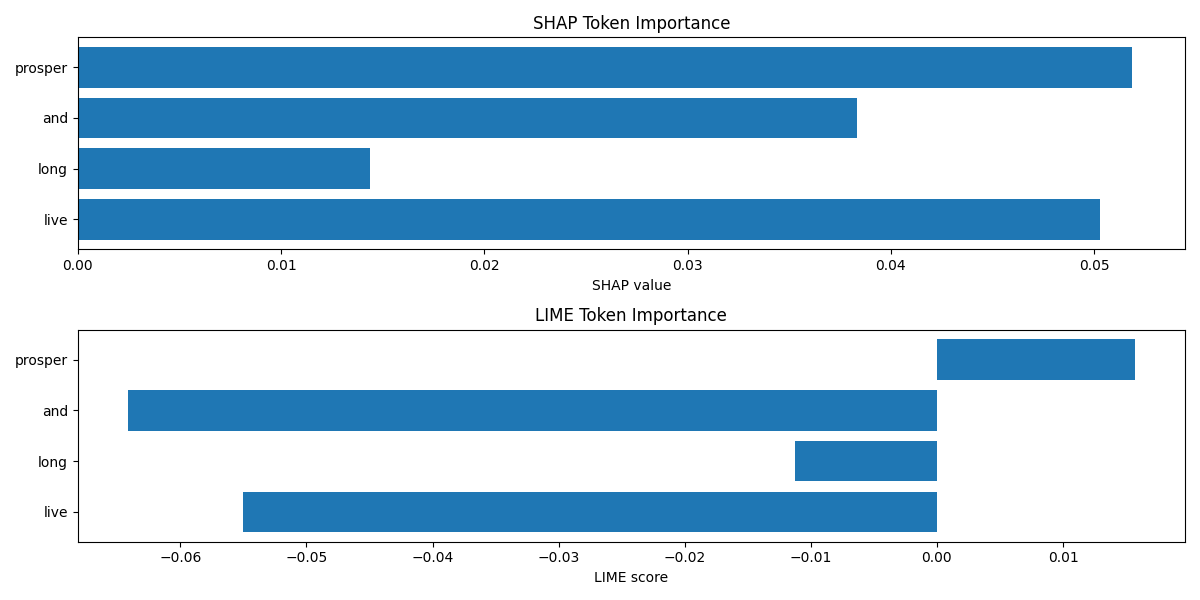 SHAP Token Importance
prosper
and
long
live
0.00 0.01 0.02 0.03 0.04 0.05
SHAP value
LIME Token Importance
prosper
and
long
live
−0.06 −0.05 −0.04 −0.03 −0.02 −0.01 0.00 0.01
LIME score